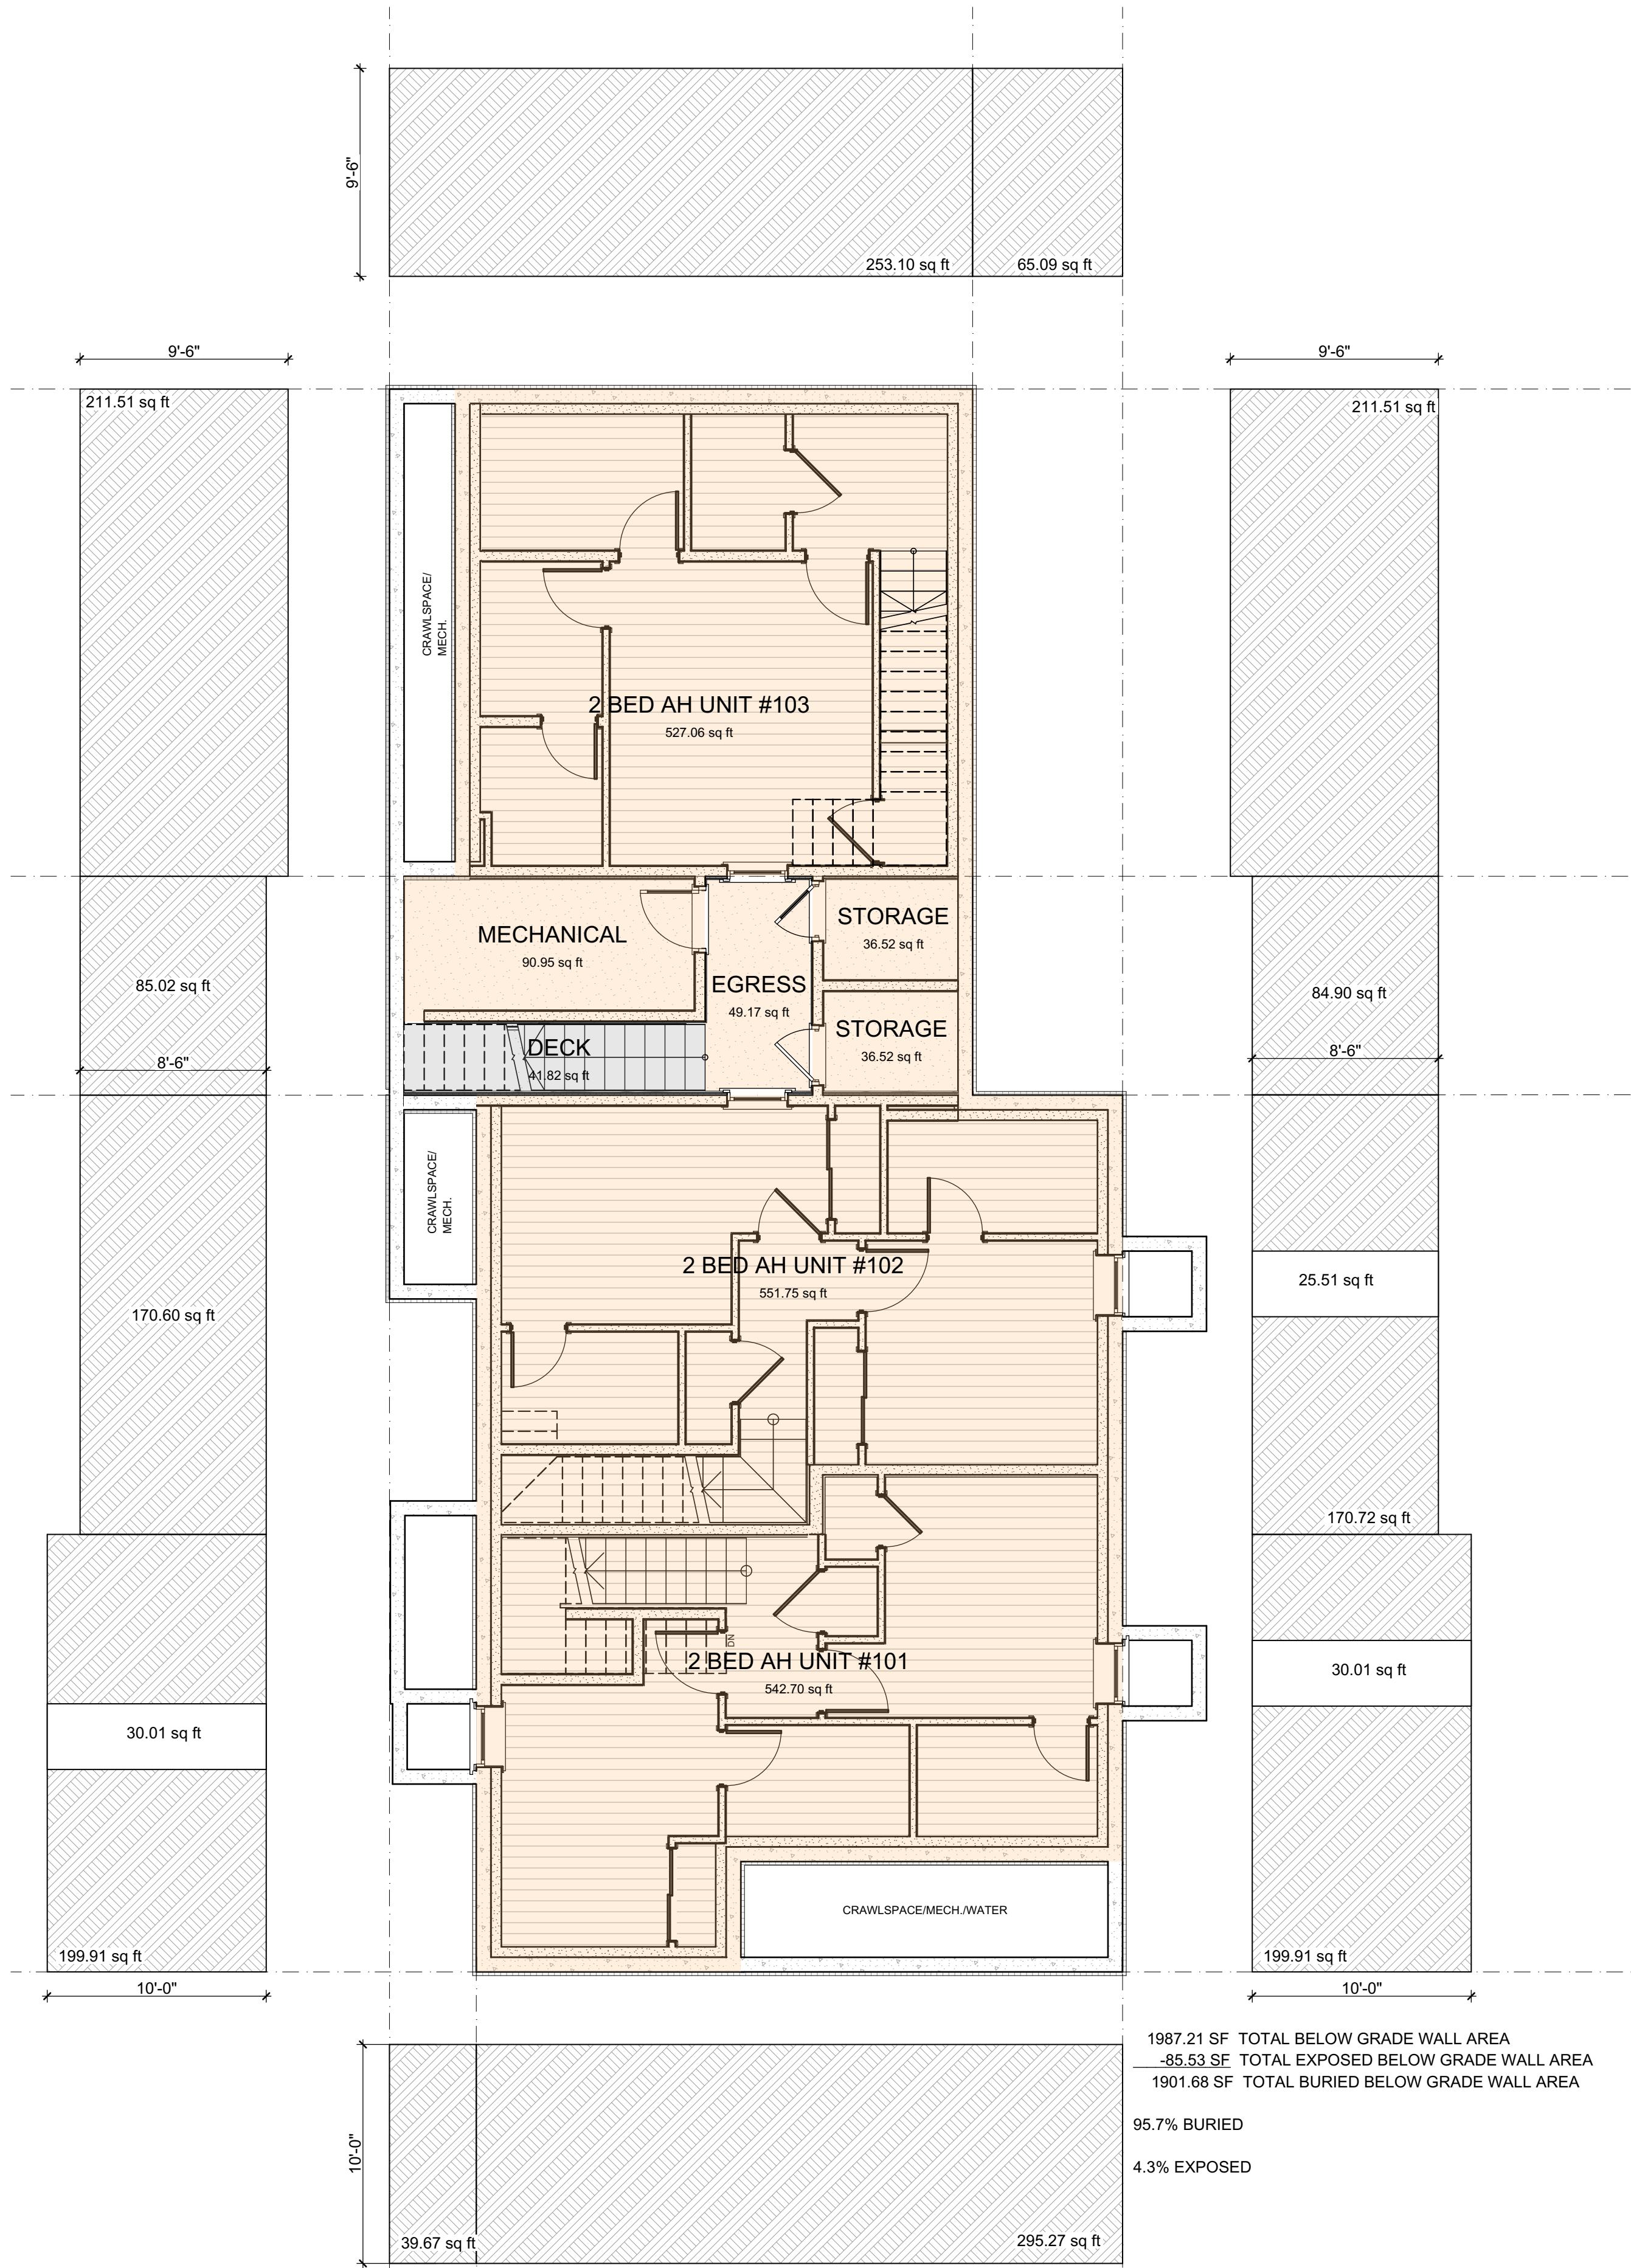 9'-6"
253.10 sq ft
65.09 sq ft
9'-6"
9'-6"
211.51 sq ft
211.51 sq ft
CRAWLSPACE/
MECH.
2 BED AH UNIT #103
527.06 sq ft
MECHANICAL
90.95 sq ft
STORAGE
36.52 sq ft
EGRESS
49.17 sq ft
STORAGE
36.52 sq ft
DECK
41.82 sq ft
85.02 sq ft
84.90 sq ft
8'-6"
8'-6"
CRAWLSPACE/
MECH.
2 BED AH UNIT #102
551.75 sq ft
170.60 sq ft
25.51 sq ft
170.72 sq ft
DN
2 BED AH UNIT #101
542.70 sq ft
30.01 sq ft
30.01 sq ft
CRAWLSPACE/MECH./WATER
199.91 sq ft
199.91 sq ft
10'-0"
10'-0"
1987.21 SF TOTAL BELOW GRADE WALL AREA
-85.53 SF TOTAL EXPOSED BELOW GRADE WALL AREA
1901.68 SF TOTAL BURIED BELOW GRADE WALL AREA
95.7% BURIED
4.3% EXPOSED
10'-0"
39.67 sq ft
295.27 sq ft